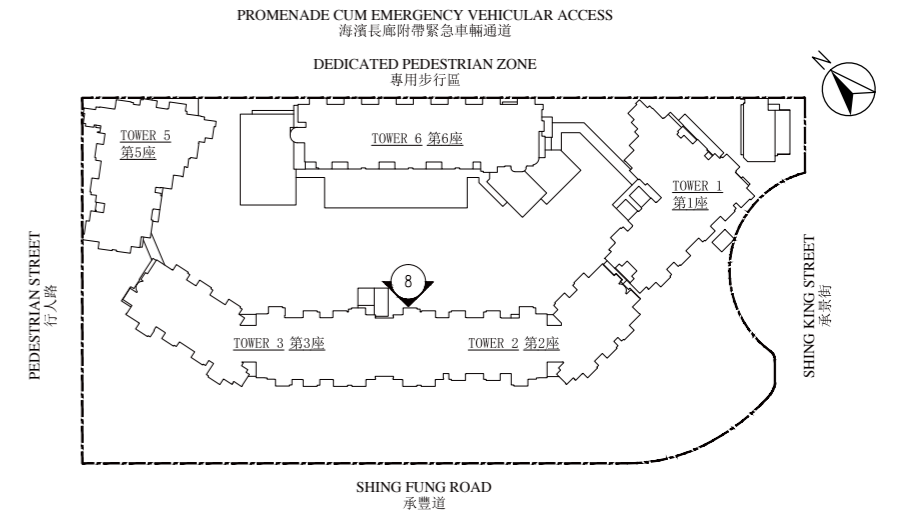 PROMENADE CUM EMERGENCY VEHICULAR ACCESS
海濱長廊附帶緊急車輛通道
DEDICATED PEDESTRIAN ZONE
專用步行區
N
TOWER 5
第5座
TOWER 6 第6座
TOWER 1
第1座
PEDESTRIAN STREET
行人路
8
SHING KING STREET
承景街
TOWER 3 第3座
TOWER 2 第2座
SHING FUNG ROAD
承豐道